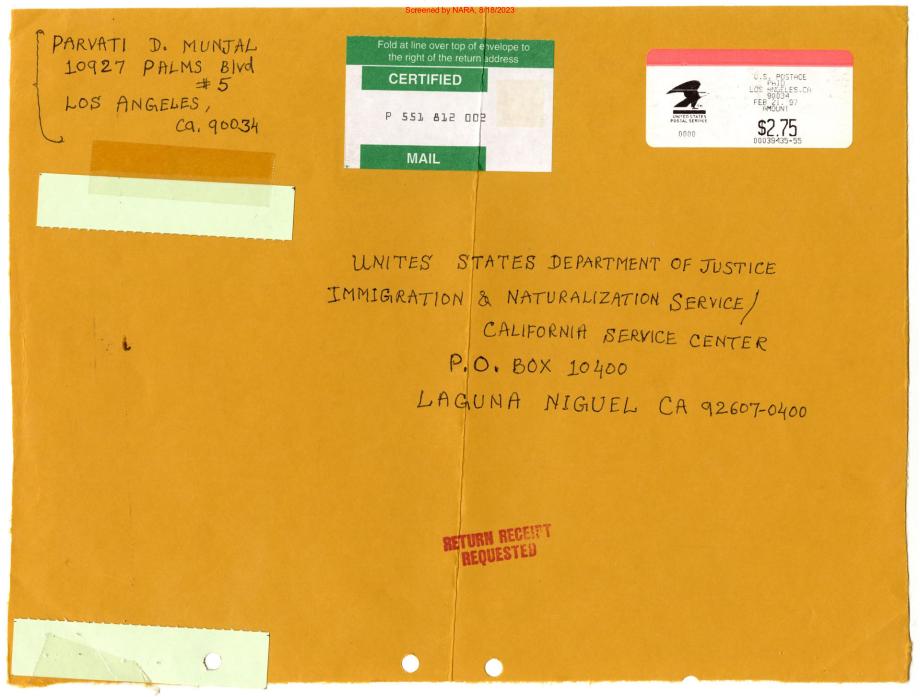 Screened by NARA, 8/18/2023
PARVATI D. MUNJAL
10927 PALMS Blvd
# 5
LOS ANGELES,
Ca. 90034
Fold at line over top of envelope to
the right of the return address
CERTIFIED
P 551 812 002
MAIL
UNITED STATES
POSTAL SERVICE
0000
U.S. POSTAGE
PAID
LOS ANGELES,CA
90034
FEB 21, 97
AMOUNT
$2.75
00039435-55
UNITES STATES DEPARTMENT OF JUSTICE
IMMIGRATION & NATURALIZATION SERVICE/
CALIFORNIA SERVICE CENTER
P.O. BOX 10400
LAGUNA NIGUEL CA 92607-0400
RETURN RECEIPT
REQUESTED